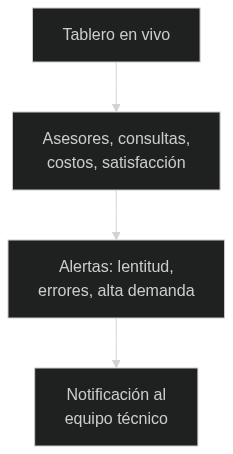 Tablero en vivo
Asesores, consultas,
costos, satisfacción
Alertas: lentitud,
errores, alta demanda
Notificación al
equipo técnico